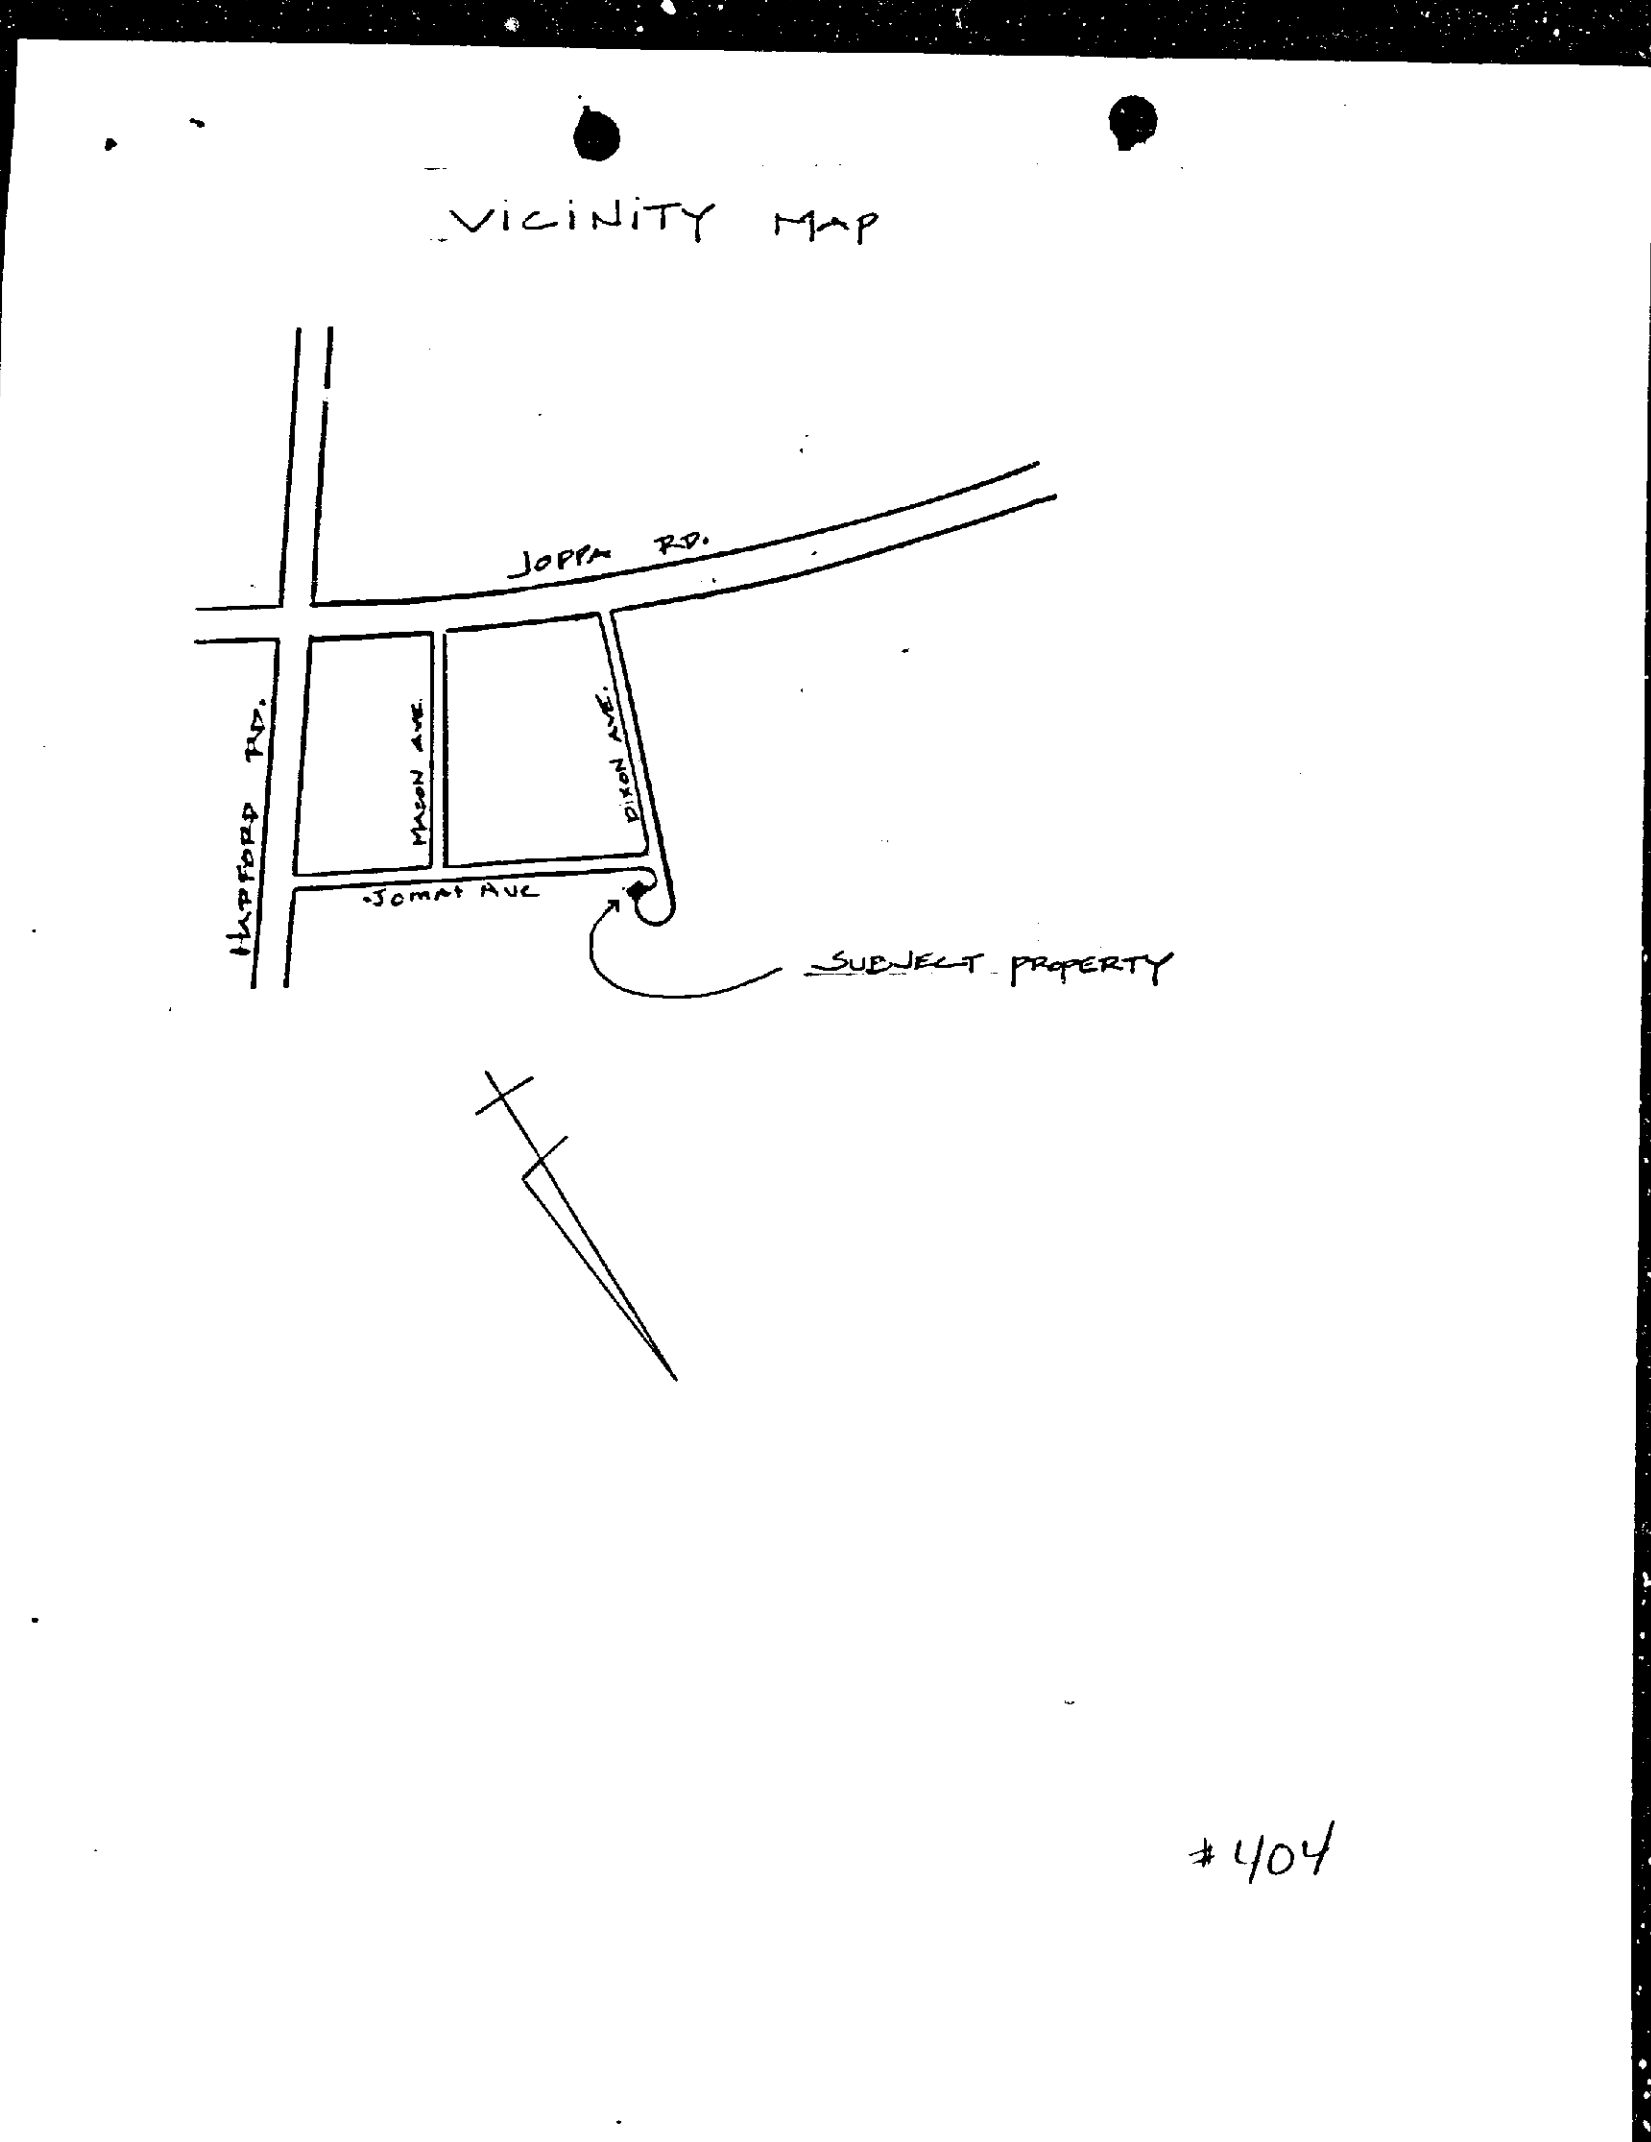 VICINITY MAP
JOPPA RD.
HARFORD RD.
MASON AVE.
DIXON AVE.
JOMAT AVE
SUBJECT PROPERTY
#404